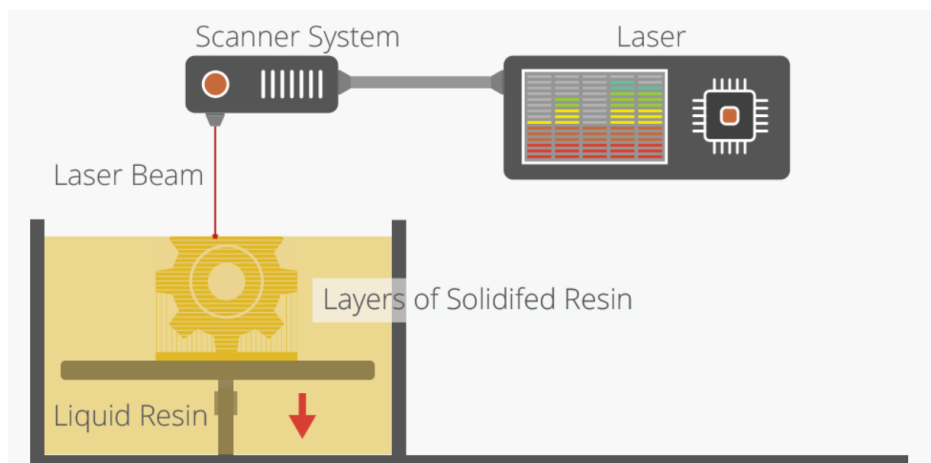 Scanner System
Laser
Laser Beam
Layers of Solidifed Resin
Liquid Resin